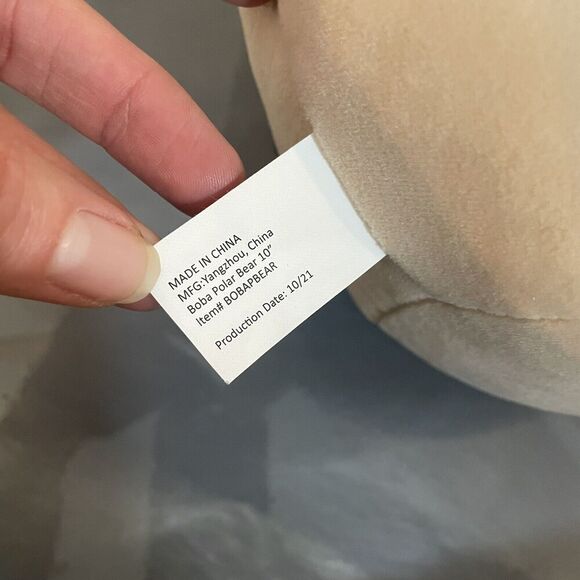 MADE IN CHINA
MFG:Yangzhou, China
Boba Polar Bear 10"
Item# BOBAPBEAR
Production Date: 10/21